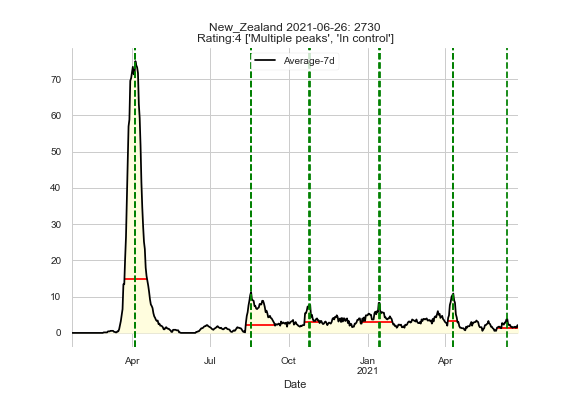 New_Zealand 2021-06-26: 2730
Rating:4 ['Multiple peaks', 'In control']
Average-7d
70
60
50
40
30
20
10
0
Apr
Jul
Oct
Jan
2021
Apr
Date